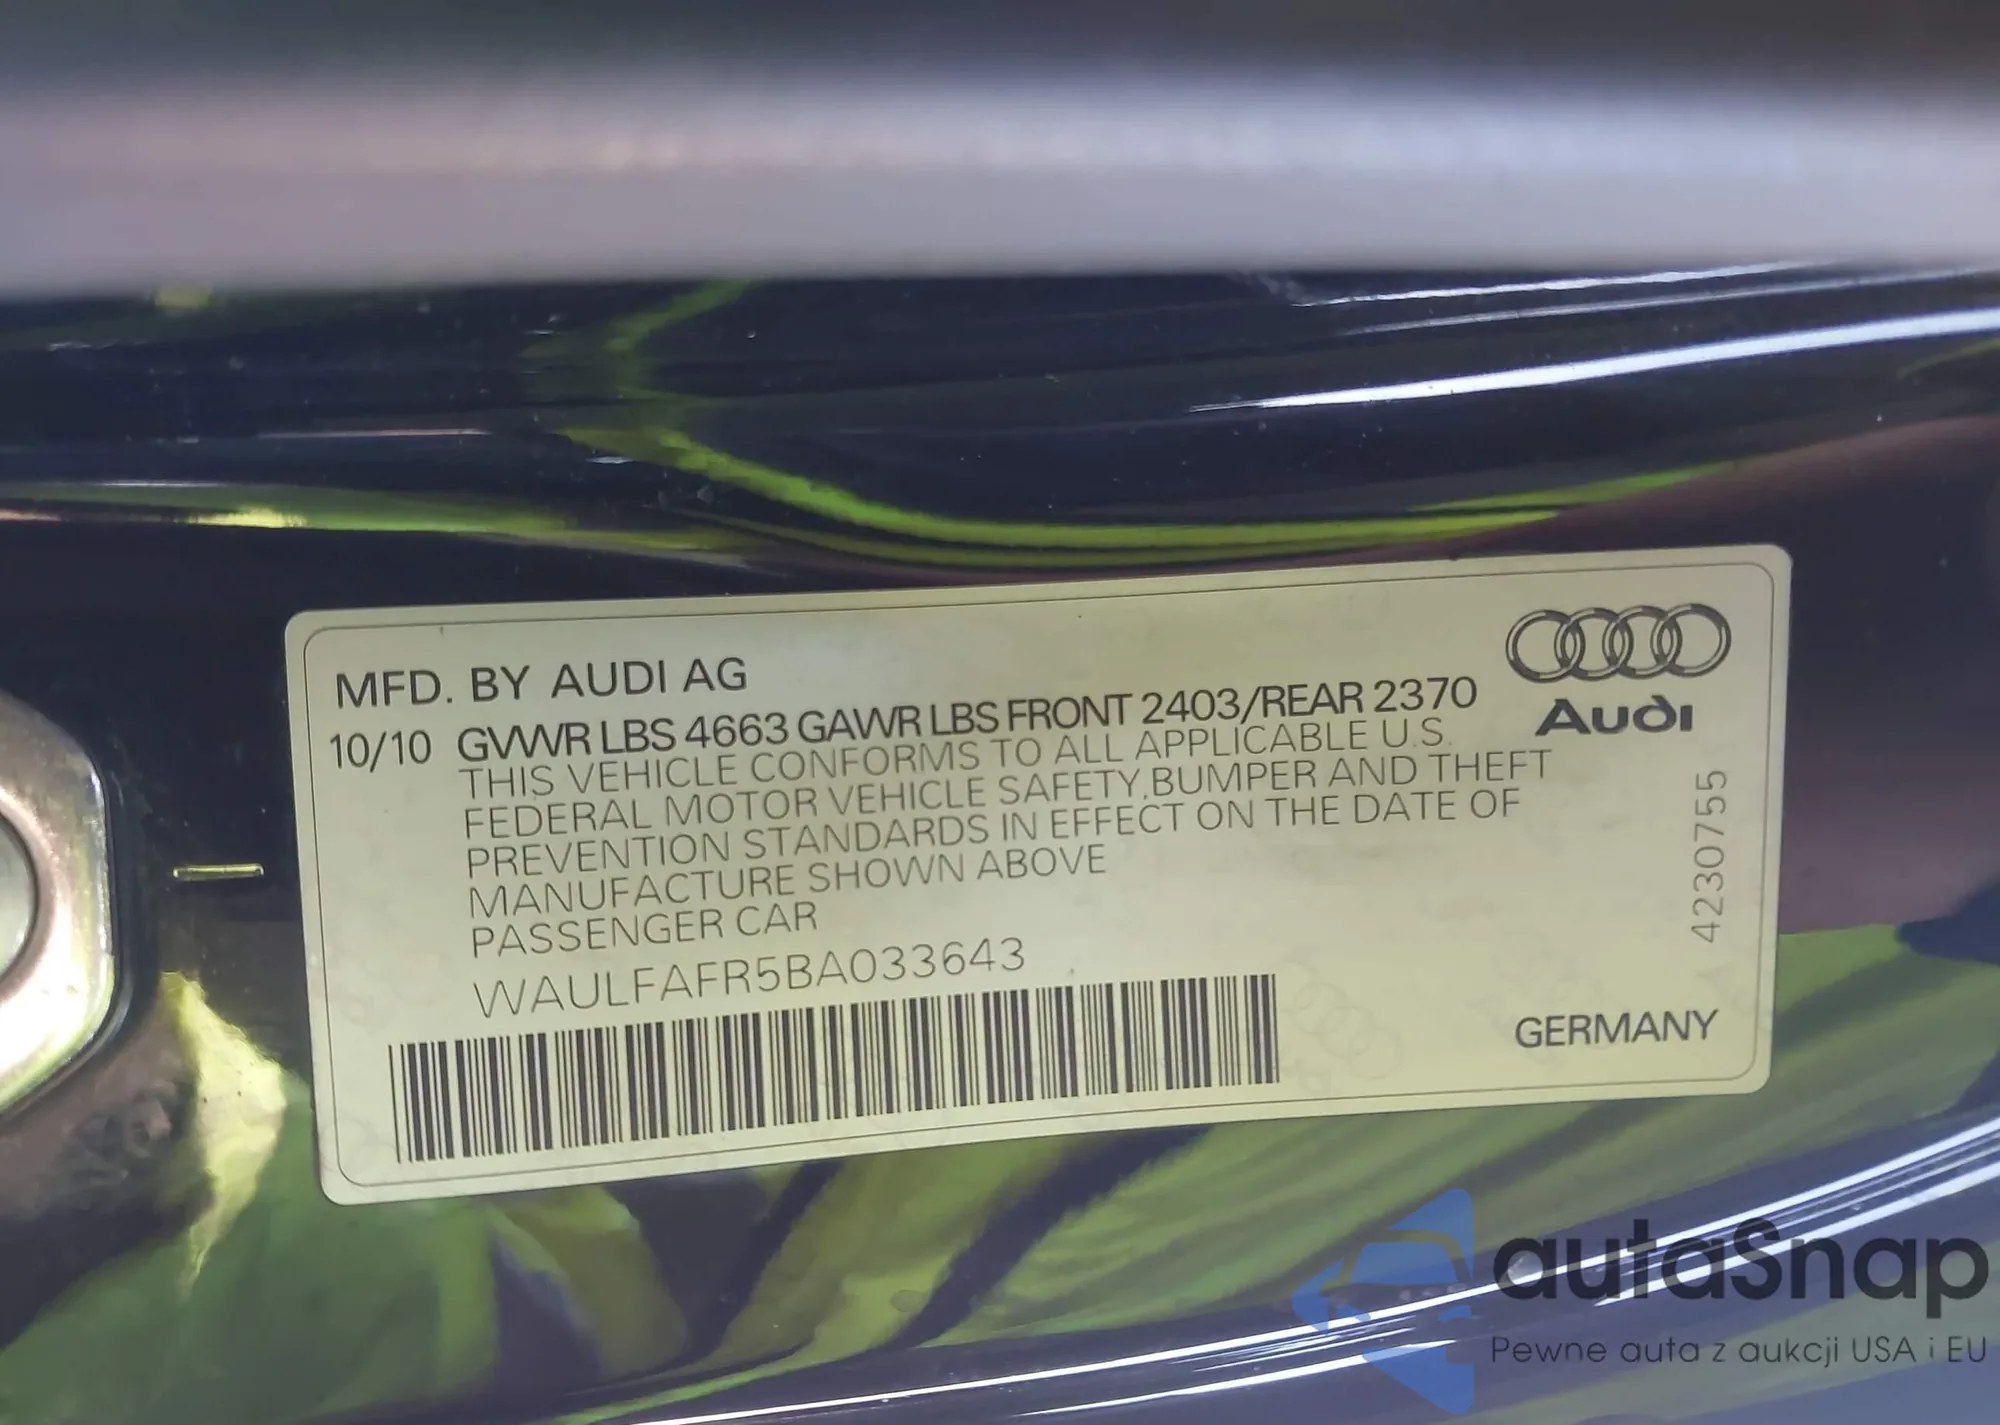 MFD. BY AUDI AG
10/10 GVWR LBS 4663 GAWR LBS FRONT 2403/REAR 2370
THIS VEHICLE CONFORMS TO ALL APPLICABLE U.S.
FEDERAL MOTOR VEHICLE SAFETY,BUMPER AND THEFT
PREVENTION STANDARDS IN EFFECT ON THE DATE OF
MANUFACTURE SHOWN ABOVE
PASSENGER CAR
WAULFAFR5BA033643
Audi
4230755
GERMANY
autaSnap
Pewne auta z aukcji USA i EU